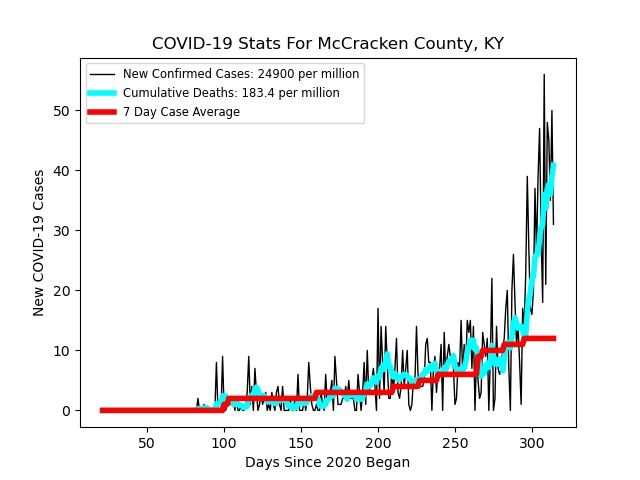 COVID-19 Stats For McCracken County, KY
New Confirmed Cases: 24900 per million
Cumulative Deaths: 183.4 per million
7 Day Case Average
New COVID-19 Cases
50
40
30
20
10
0
50
100
150
200
250
300
Days Since 2020 Began